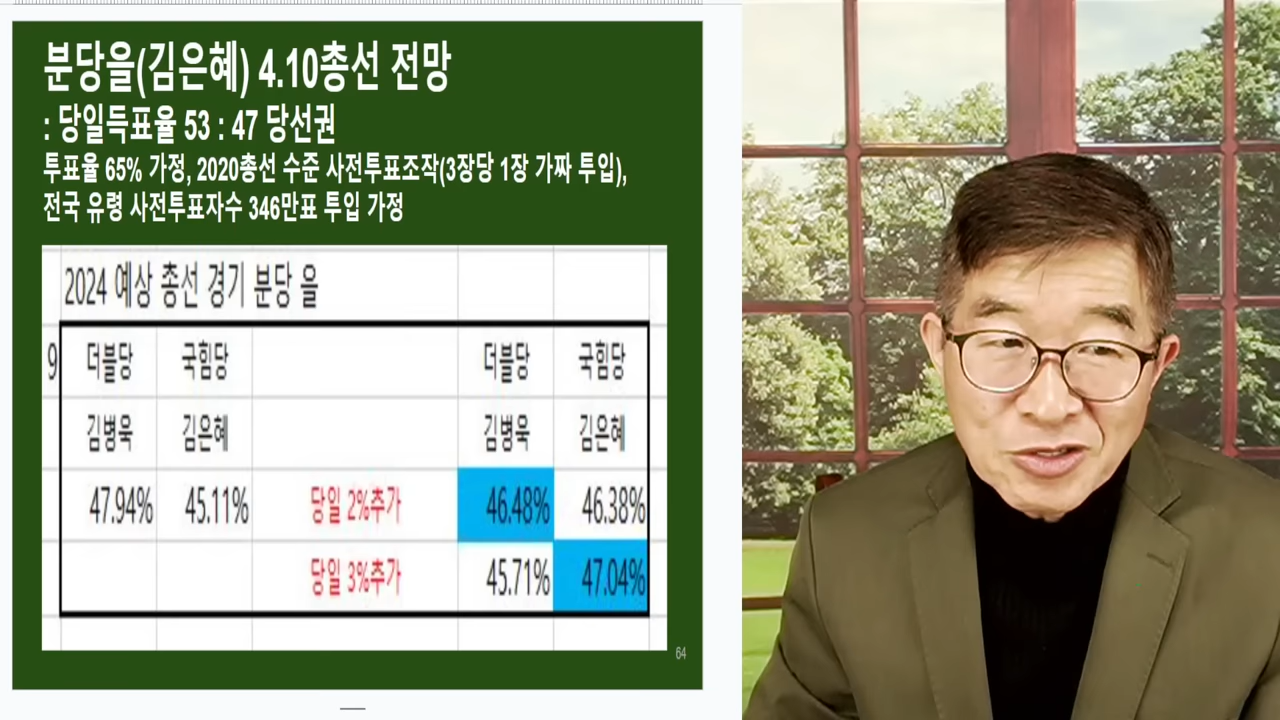 분당을(김은혜) 4.10총선 전망
: 당일득표율 53 : 47 당선권
투표율 65% 가정, 2020총선 수준 사전투표조작(3장당 1장 가짜 투입),
전국 유령 사전투표자수 346만표 투입 가정
2024 예상 총선 경기 분당 을
9 더블당 국힘당 더블당 국힘당
김병욱 김은혜 김병욱 김은혜
47.94% 45.11% 당일 2%추가 46.48% 46.38%
당일 3%추가 45.71% 47.04%
64